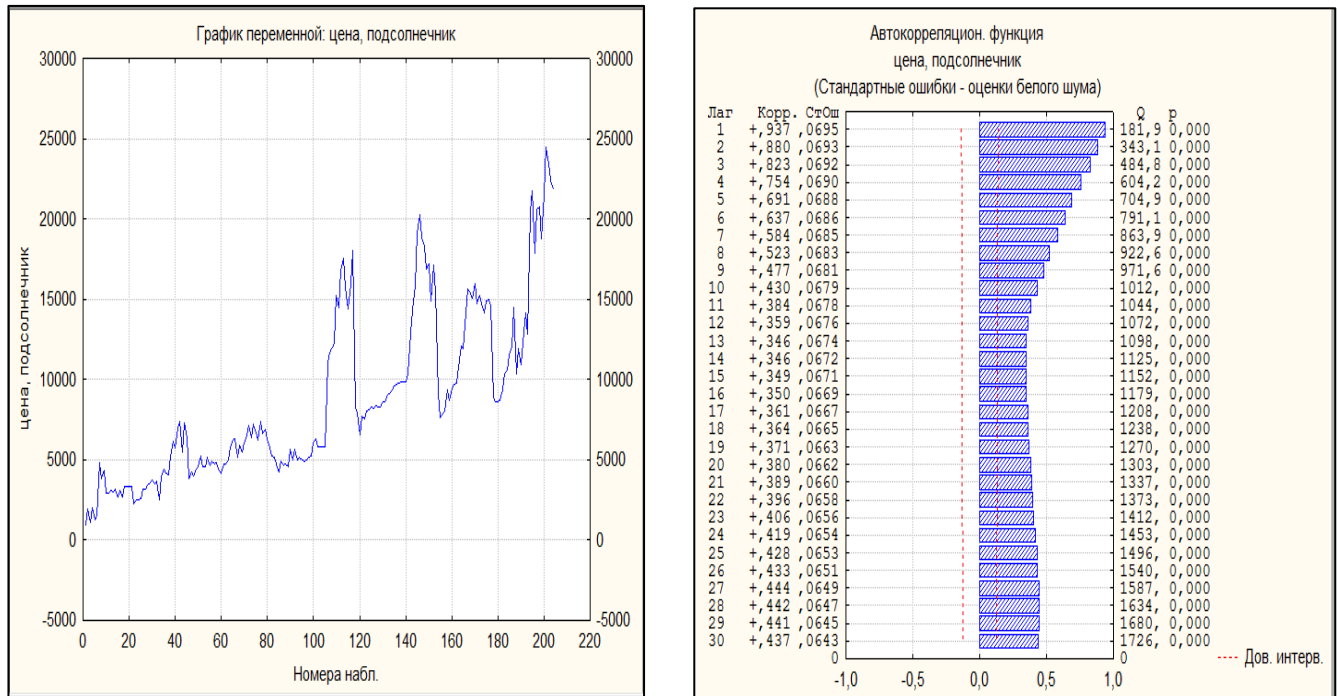 График переменной: цена, подсолнечник
30000 30000
25000 25000
20000 20000
15000 15000
10000 10000
5000 5000
0 0
-5000 -5000
0 20 40 60 80 100 120 140 160 180 200 220
Номера набл.
цена, подсолнечник
Автокорреляцион. функция
цена, подсолнечник
(Стандартные ошибки - оценки белого шума)
Лаг Корр. СтОш Q p
1 +,937 ,0695 181,9 0,000
2 +,880 ,0693 343,1 0,000
3 +,823 ,0692 484,8 0,000
4 +,754 ,0690 604,2 0,000
5 +,691 ,0688 704,9 0,000
6 +,637 ,0686 791,1 0,000
7 +,584 ,0685 863,9 0,000
8 +,523 ,0683 922,6 0,000
9 +,477 ,0681 971,6 0,000
10 +,430 ,0679 1012, 0,000
11 +,384 ,0678 1044, 0,000
12 +,359 ,0676 1072, 0,000
13 +,346 ,0674 1098, 0,000
14 +,346 ,0672 1125, 0,000
15 +,349 ,0671 1152, 0,000
16 +,350 ,0669 1179, 0,000
17 +,361 ,0667 1208, 0,000
18 +,364 ,0665 1238, 0,000
19 +,371 ,0663 1270, 0,000
20 +,380 ,0662 1303, 0,000
21 +,389 ,0660 1337, 0,000
22 +,396 ,0658 1373, 0,000
23 +,406 ,0656 1412, 0,000
24 +,419 ,0654 1453, 0,000
25 +,428 ,0653 1496, 0,000
26 +,433 ,0651 1540, 0,000
27 +,444 ,0649 1587, 0,000
28 +,442 ,0647 1634, 0,000
29 +,441 ,0645 1680, 0,000
30 +,437 ,0643 1726, 0,000
0 0
-1,0 -0,5 0,0 0,5 1,0
Дов. интерв.